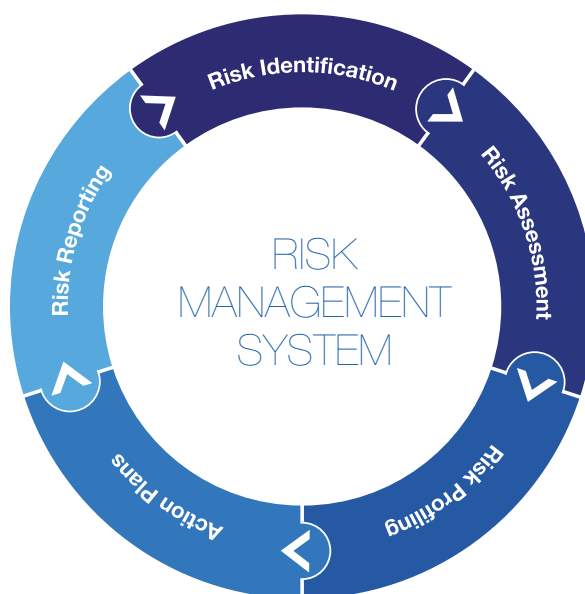 Risk Identification
Risk Assessment
Risk Profiling
Action Plans
Risk Reporting
RISK
MANAGEMENT
SYSTEM